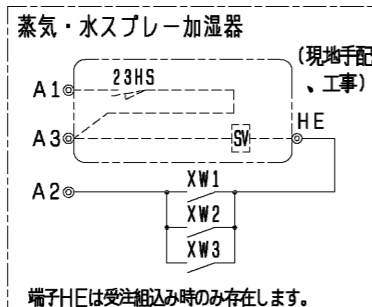 蒸気・水スプレー加湿器
(現地手配
、工事)
23HS
A1
HE
A3
SV
A2
XW1
XW2
XW3
端子HEは受注組込み時のみ存在します。